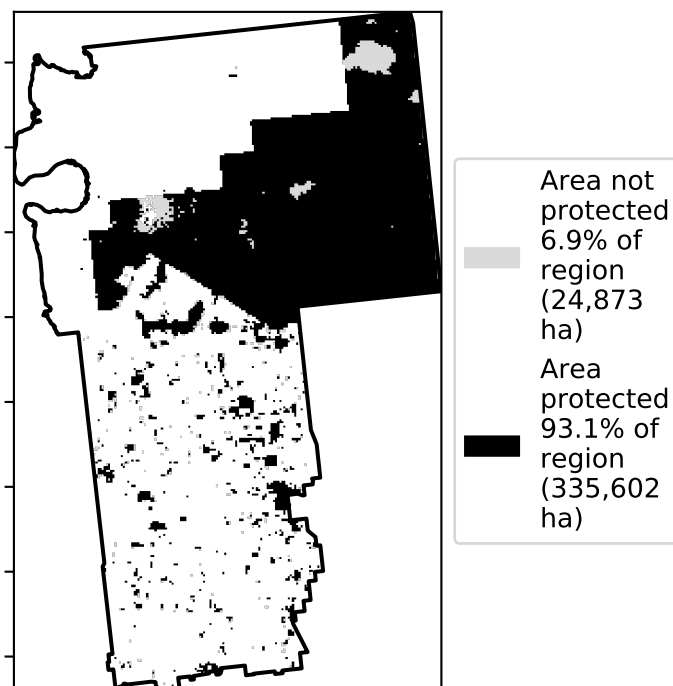 Area not
protected
6.9% of
region
(24,873
ha)
Area
protected
93.1% of
region
(335,602
ha)